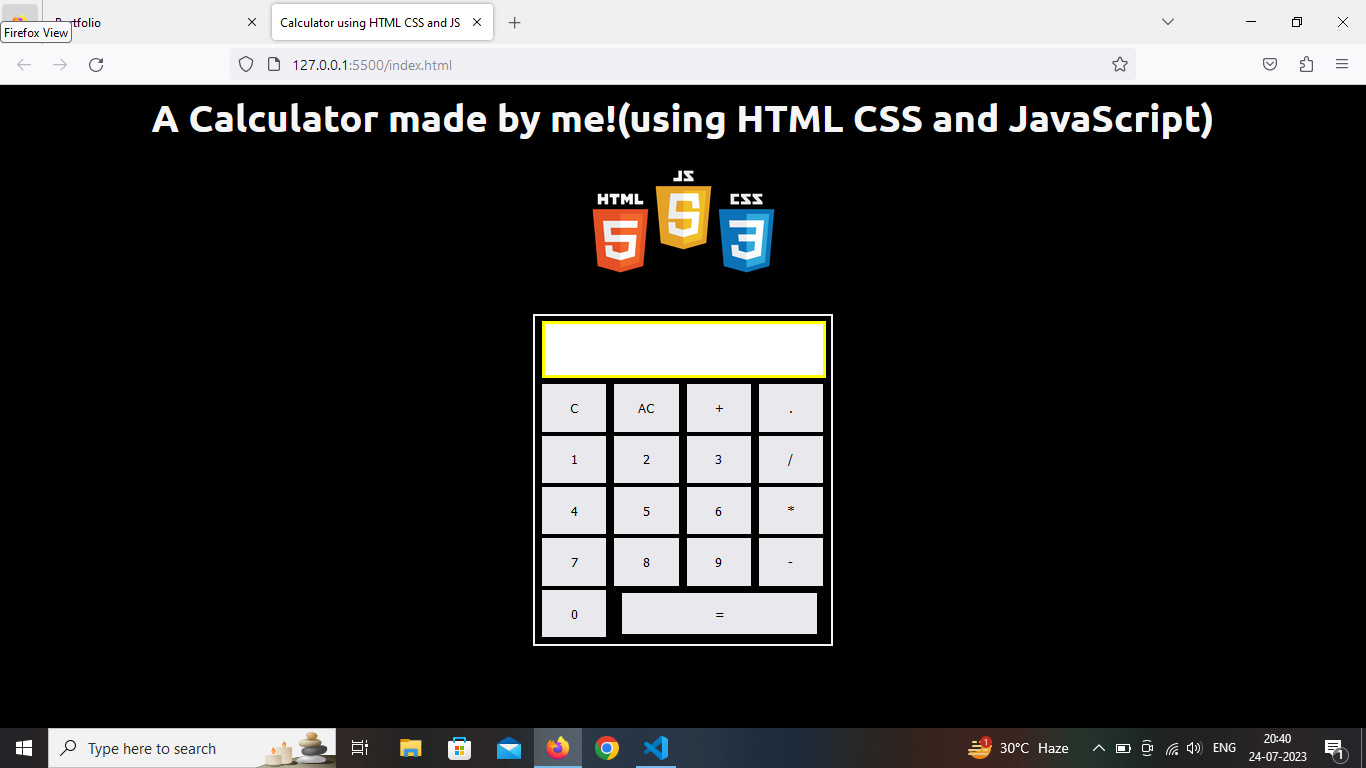 Portfolio
Calculator using HTML CSS and JS
Firefox View
127.0.0.1:5500/index.html
A Calculator made by me!(using HTML CSS and JavaScript)
JS
HTML
CSS
5
3
C
AC
+
.
1
2
3
/
4
5
6
*
7
8
9
-
0
=
Type here to search
1
30°C Haze
ENG
20:40
24-07-2023
1